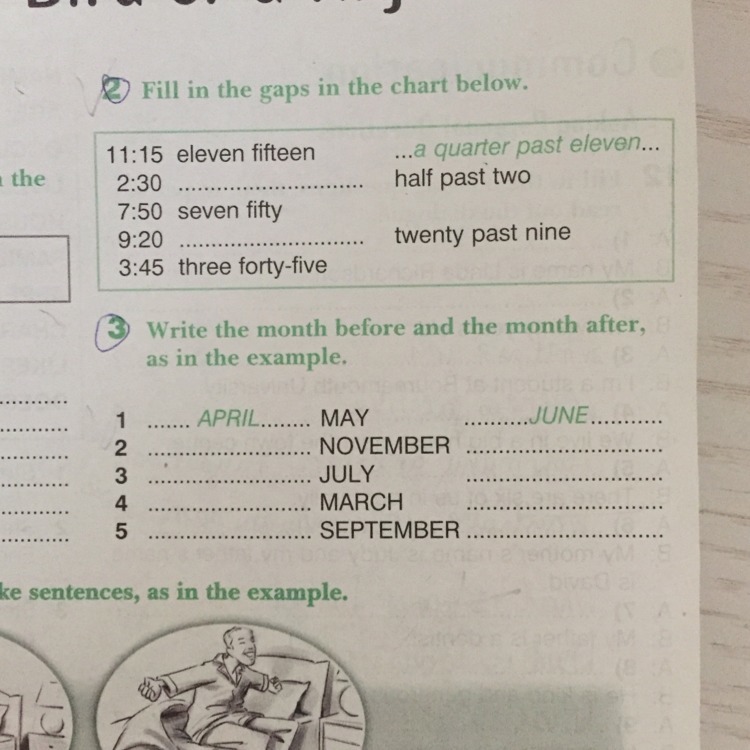 2 Fill in the gaps in the chart below.
11:15 eleven fifteen ...a quarter past eleven...
2:30 .............................. half past two
7:50 seven fifty
9:20 .............................. twenty past nine
3:45 three forty-five
the
3 Write the month before and the month after,
as in the example.
1 ....... APRIL........ MAY ..........JUNE............
2 .......................... NOVEMBER ...............................
3 .......................... JULY ...............................
4 .......................... MARCH ...............................
5 .......................... SEPTEMBER ...............................
ke sentences, as in the example.